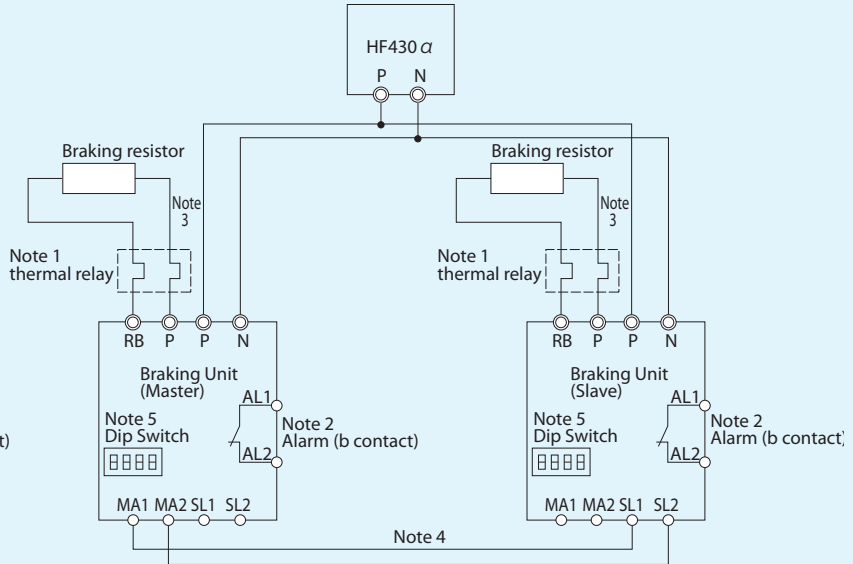 HF430α
P N
Braking resistor
Note
3
Note 1
thermal relay
RB P P N
Braking Unit
(Master)
AL1
Note 5
Dip Switch
Note 2
Alarm (b contact)
AL2
MA1 MA2 SL1 SL2
t)
Braking resistor
Note
3
Note 1
thermal relay
RB P P N
Braking Unit
(Slave)
AL1
Note 5
Dip Switch
Note 2
Alarm (b contact)
AL2
MA1 MA2 SL1 SL2
Note 4